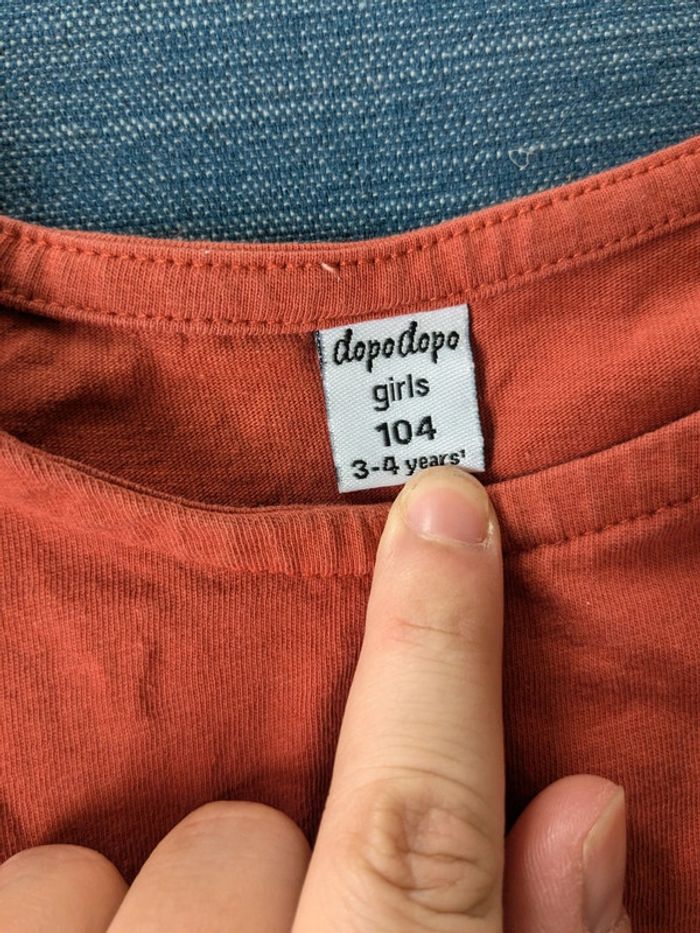 dopodopo
girls
104
3-4 years'